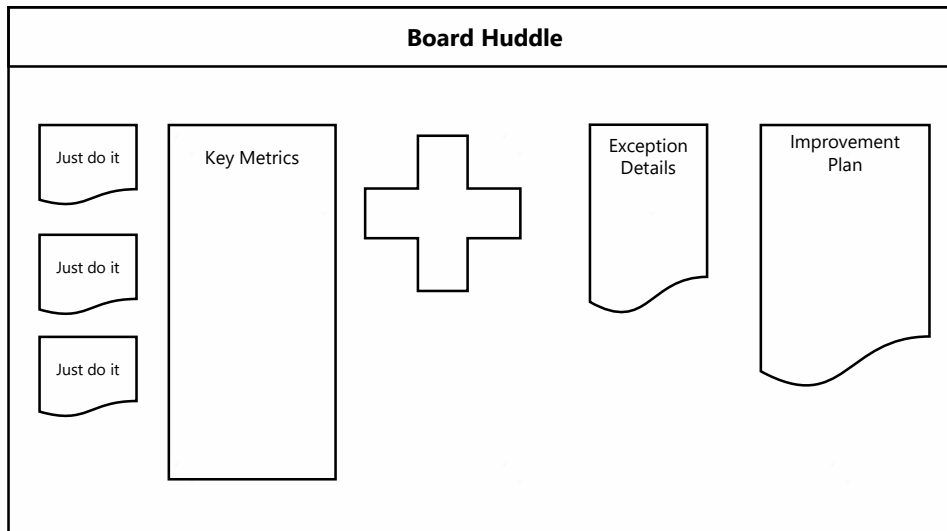 Board Huddle
Just do it
Just do it
Just do it
Key Metrics
Exception
Details
Improvement
Plan